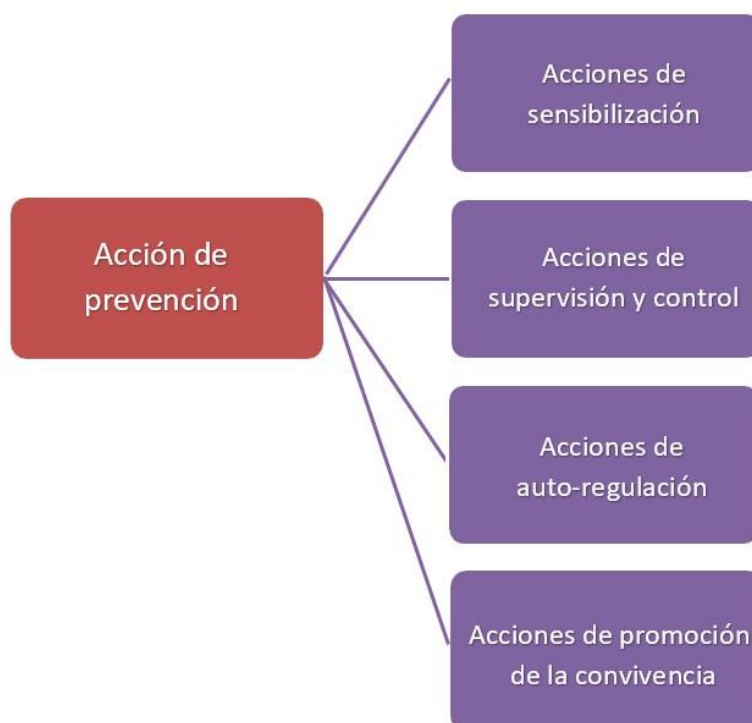 Acción de
prevención
Acciones de
sensibilización
Acciones de
supervisión y control
Acciones de
auto-regulación
Acciones de promoción
de la convivencia